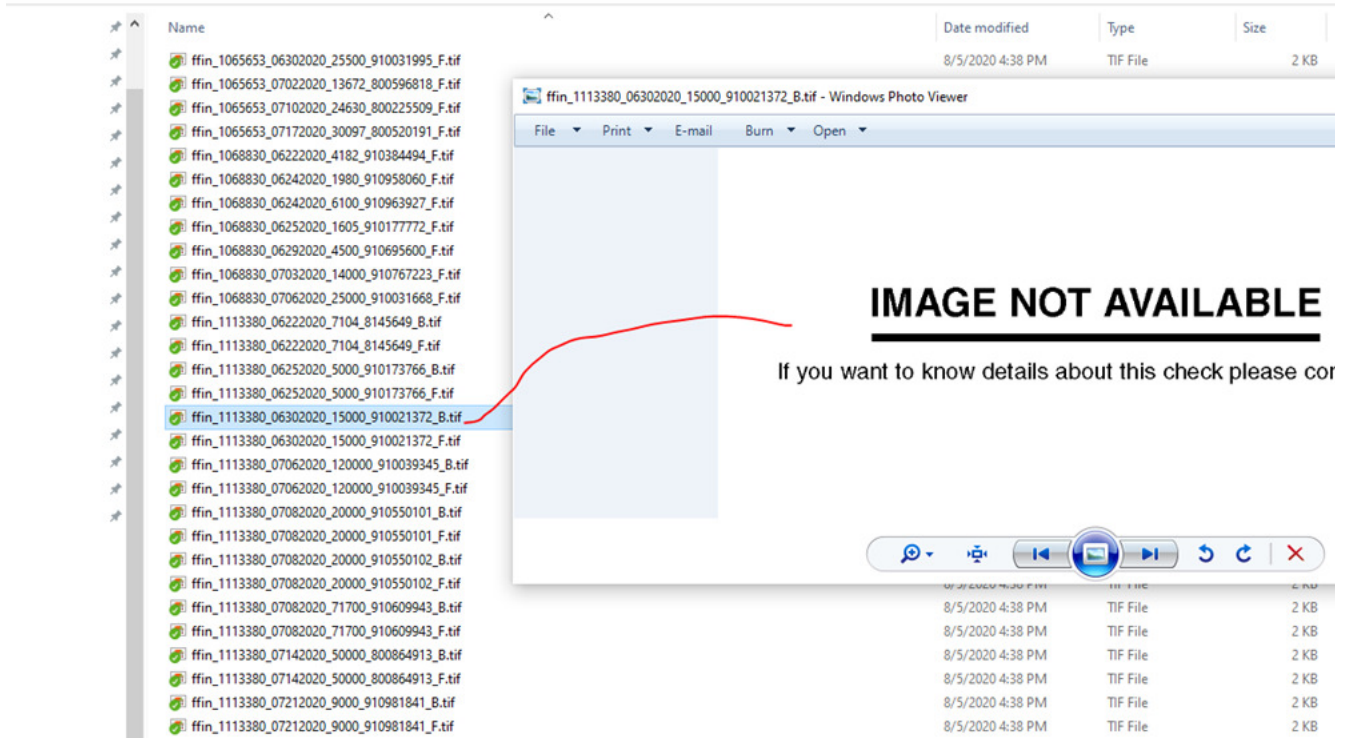 Name Date modified Type Size
ffin_1065653_06302020_25500_910031995_F.tif 8/5/2020 4:38 PM TIF File 2 KB
ffin_1065653_07022020_13672_800596818_F.tif
ffin_1065653_07102020_24630_800225509_F.tif
ffin_1065653_07172020_30097_800520191_F.tif
ffin_1068830_06222020_4182_910384494_F.tif
ffin_1068830_06242020_1980_910958060_F.tif
ffin_1068830_06242020_6100_910963927_F.tif
ffin_1068830_06252020_1605_910177772_F.tif
ffin_1068830_06292020_4500_910695600_F.tif
ffin_1068830_07032020_14000_910767223_F.tif
ffin_1068830_07062020_25000_910031668_F.tif
ffin_1113380_06222020_7104_8145649_B.tif
ffin_1113380_06222020_7104_8145649_F.tif
ffin_1113380_06252020_5000_910173766_B.tif
ffin_1113380_06252020_5000_910173766_F.tif
ffin_1113380_06302020_15000_910021372_B.tif
ffin_1113380_06302020_15000_910021372_F.tif
ffin_1113380_07062020_120000_910039345_B.tif
ffin_1113380_07062020_120000_910039345_F.tif
ffin_1113380_07082020_20000_910550101_B.tif
ffin_1113380_07082020_20000_910550101_F.tif
ffin_1113380_07082020_20000_910550102_B.tif
ffin_1113380_07082020_20000_910550102_F.tif
ffin_1113380_07082020_71700_910609943_B.tif 8/5/2020 4:38 PM TIF File 2 KB
ffin_1113380_07082020_71700_910609943_F.tif 8/5/2020 4:38 PM TIF File 2 KB
ffin_1113380_07142020_50000_800864913_B.tif 8/5/2020 4:38 PM TIF File 2 KB
ffin_1113380_07142020_50000_800864913_F.tif 8/5/2020 4:38 PM TIF File 2 KB
ffin_1113380_07212020_9000_910981841_B.tif 8/5/2020 4:38 PM TIF File 2 KB
ffin_1113380_07212020_9000_910981841_F.tif 8/5/2020 4:38 PM TIF File 2 KB
ffin_1113380_06302020_15000_910021372_B.tif - Windows Photo Viewer
File Print E-mail Burn Open
IMAGE NOT AVAILABLE
If you want to know details about this check please cor